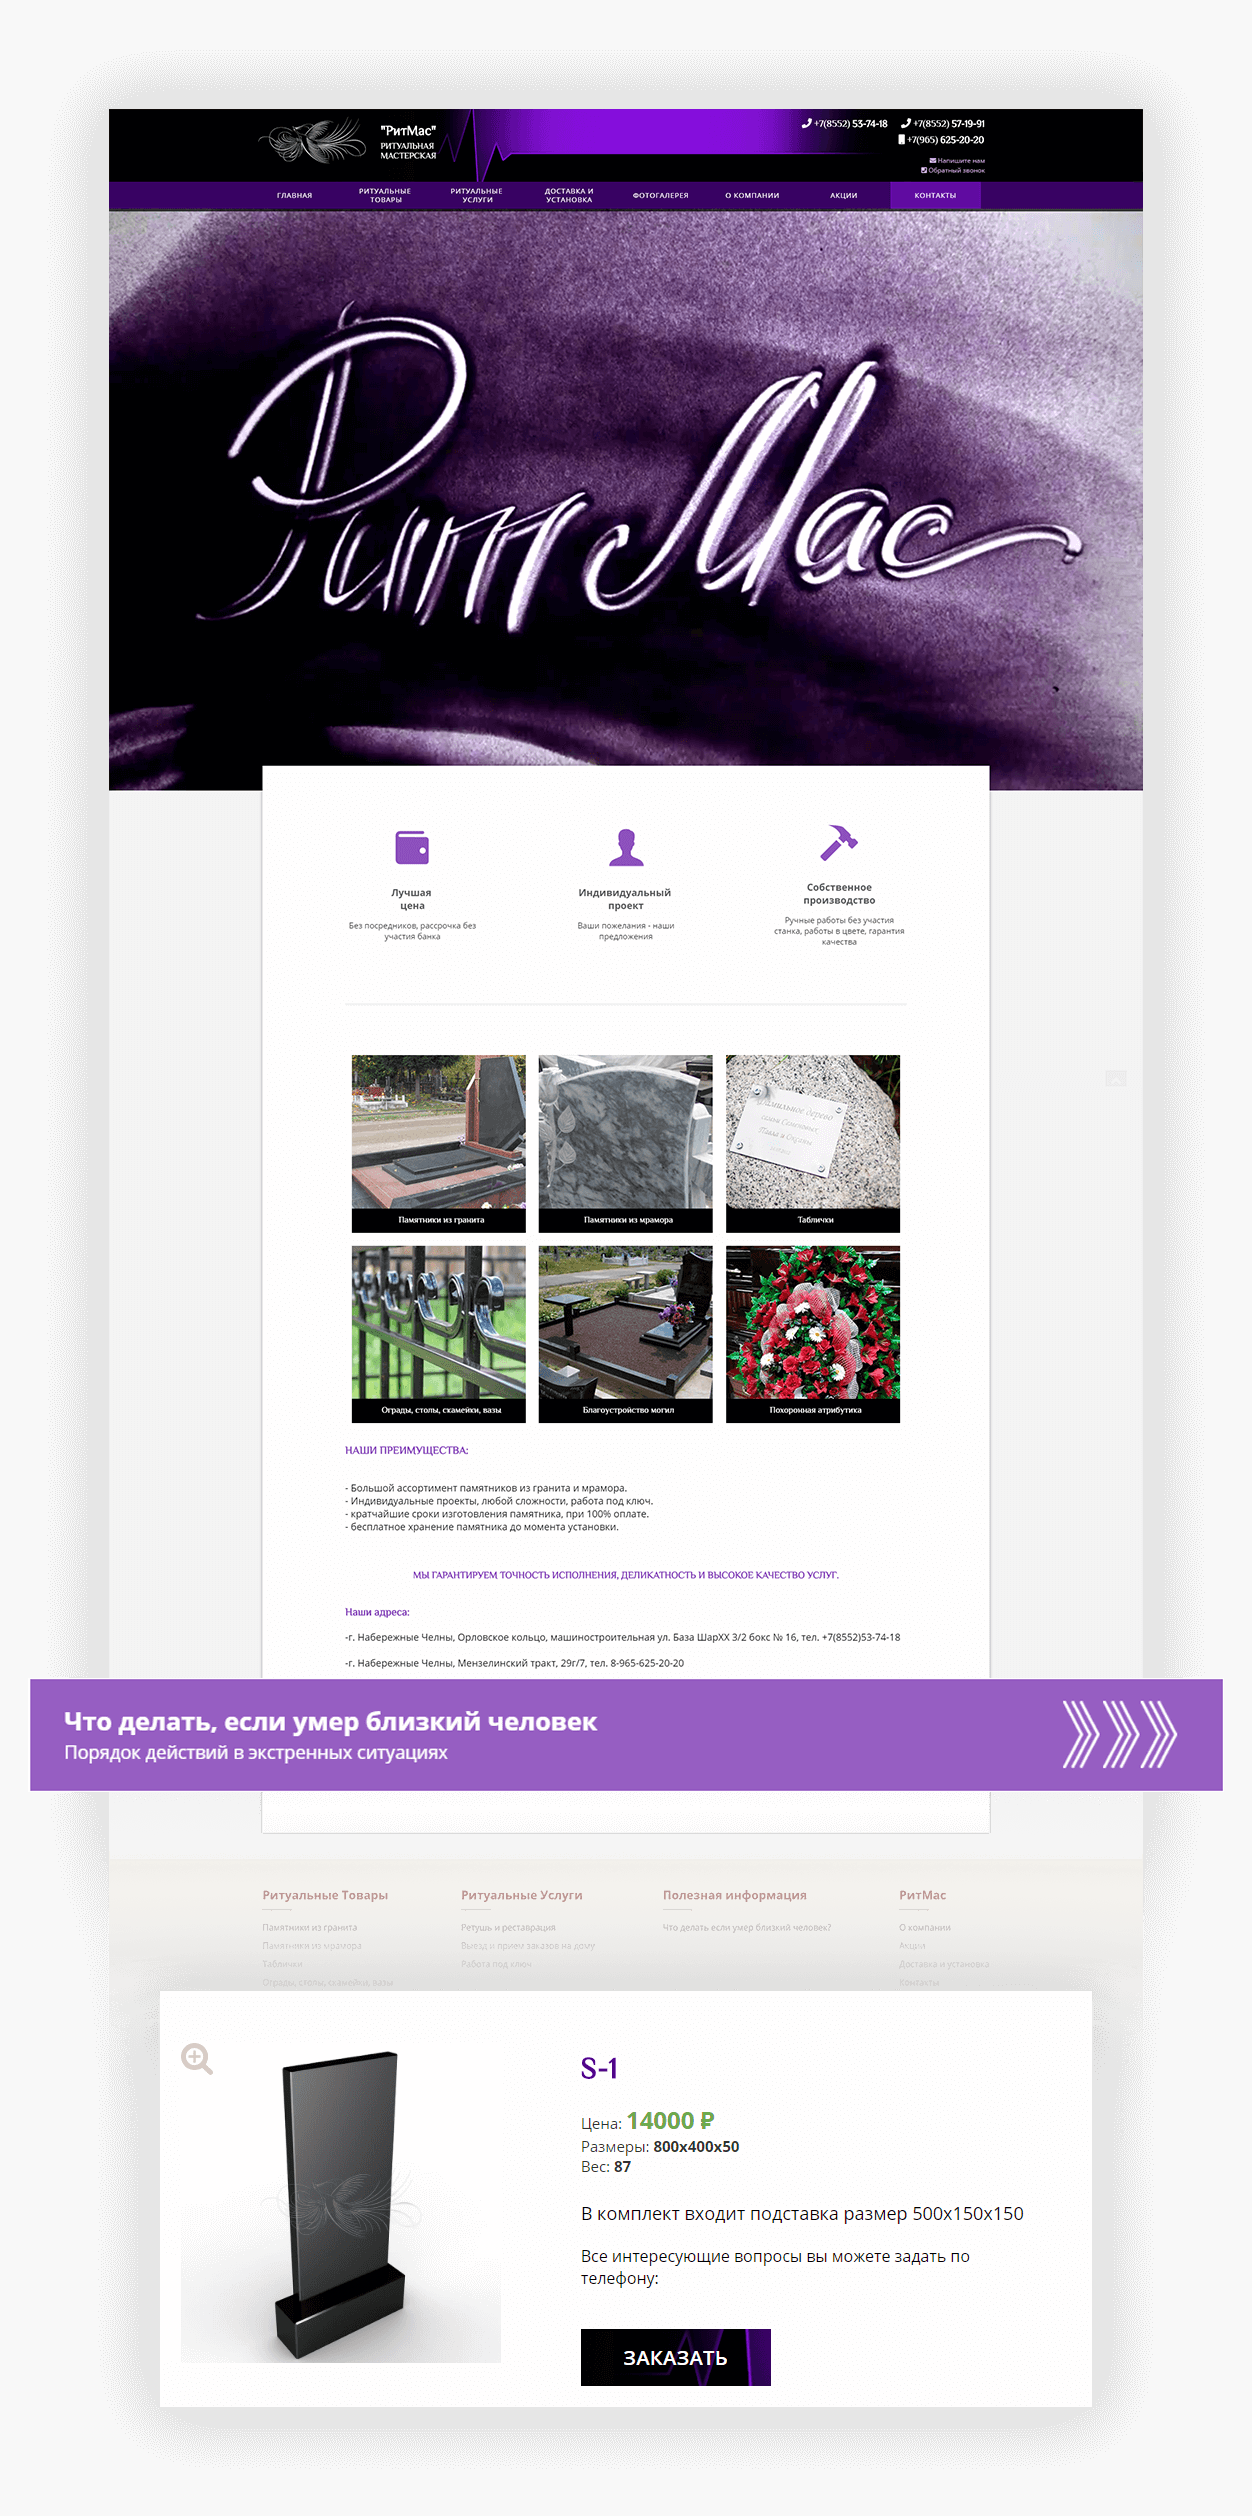 "РитМас"
РИТУАЛЬНАЯ
МАСТЕРСКАЯ
+7(8552) 53-74-18
+7(8552) 57-19-91
+7(965) 625-20-20
Напишите нам
Обратный звонок
ГЛАВНАЯ
РИТУАЛЬНЫЕ
ТОВАРЫ
РИТУАЛЬНЫЕ
УСЛУГИ
ДОСТАВКА И
УСТАНОВКА
ФОТОГАЛЕРЕЯ
О КОМПАНИИ
АКЦИИ
КОНТАКТЫ
РитМас
Лучшая
цена
Без посредников, рассрочка без
участия банка
Индивидуальный
проект
Ваши пожелания - наши
предложения
Собственное
производство
Ручные работы без участия
станка, работы в цвете, гарантия
качества
Памятники из гранита
Памятники из мрамора
Таблички
Ограды, столы, скамейки, вазы
Благоустройство могил
Похоронная атрибутика
НАШИ ПРЕИМУЩЕСТВА:
- Большой ассортимент памятников из гранита и мрамора.
- Индивидуальные проекты, любой сложности, работа под ключ.
- кратчайшие сроки изготовления памятника, при 100% оплате.
- бесплатное хранение памятника до момента установки.
МЫ ГАРАНТИРУЕМ ТОЧНОСТЬ ИСПОЛНЕНИЯ, ДЕЛИКАТНОСТЬ И ВЫСОКОЕ КАЧЕСТВО УСЛУГ.
Наши адреса:
-г. Набережные Челны, Орловское кольцо, машиностроительная ул. База ШарХХ 3/2 бокс № 16, тел. +7(8552)53-74-18
-г. Набережные Челны, Мензелинский тракт, 29г/7, тел. 8-965-625-20-20
Что делать, если умер близкий человек
Порядок действий в экстренных ситуациях
Ритуальные Товары
Памятники из гранита
Памятники из мрамора
Таблички
Ограды, столы, скамейки, вазы
Ритуальные Услуги
Ретушь и реставрация
Выезд и прием заказов на дому
Работа под ключ
Полезная информация
Что делать если умер близкий человек?
РитМас
О компании
Акции
Доставка и установка
Контакты
S-1
Цена: 14000 ₽
Размеры: 800x400x50
Вес: 87
В комплект входит подставка размер 500x150x150
Все интересующие вопросы вы можете задать по
телефону:
ЗАКАЗАТЬ